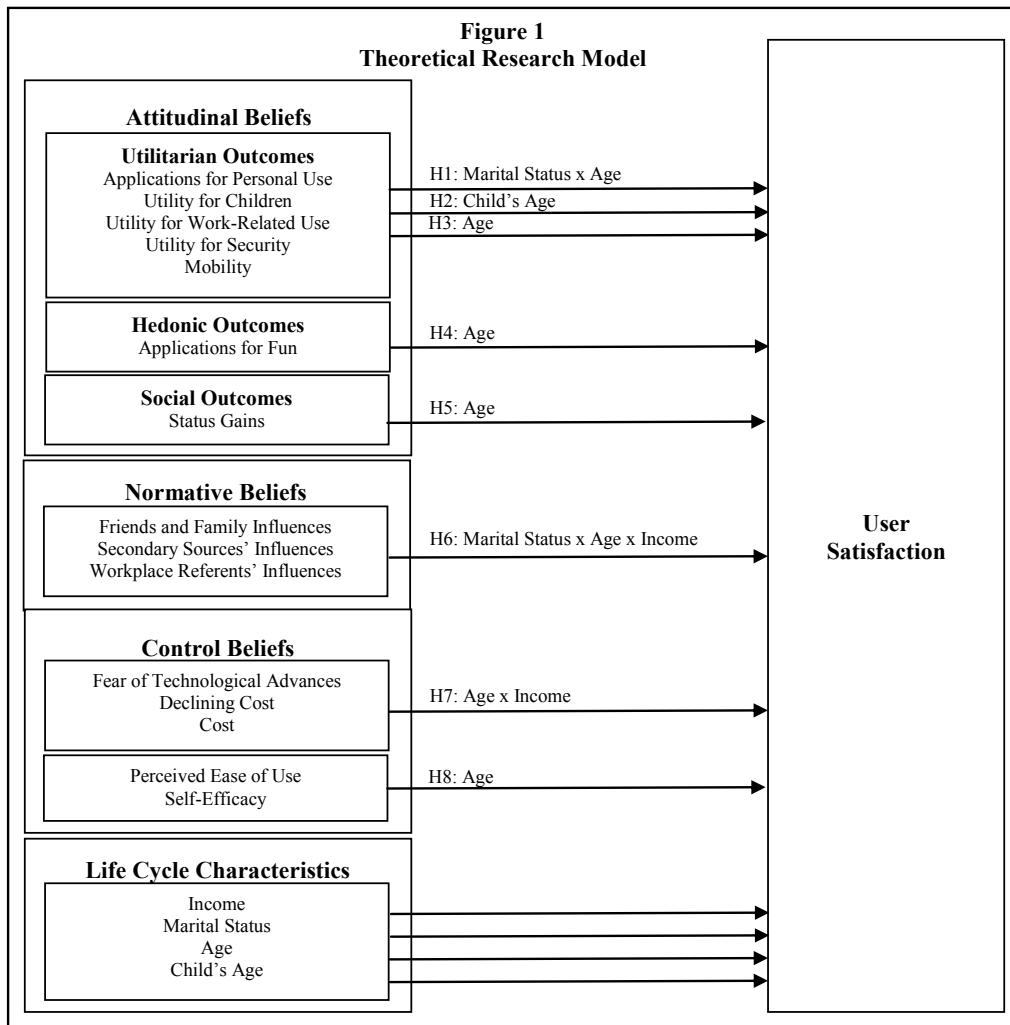 Figure 1
Theoretical Research Model
Attitudinal Beliefs
Utilitarian Outcomes
Applications for Personal Use
Utility for Children
Utility for Work-Related Use
Utility for Security
Mobility
H1: Marital Status x Age
H2: Child’s Age
H3: Age
Hedonic Outcomes
Applications for Fun
H4: Age
Social Outcomes
Status Gains
H5: Age
Normative Beliefs
Friends and Family Influences
Secondary Sources’ Influences
Workplace Referents’ Influences
H6: Marital Status x Age x Income
User
Satisfaction
Control Beliefs
Fear of Technological Advances
Declining Cost
Cost
H7: Age x Income
Perceived Ease of Use
Self-Efficacy
H8: Age
Life Cycle Characteristics
Income
Marital Status
Age
Child’s Age